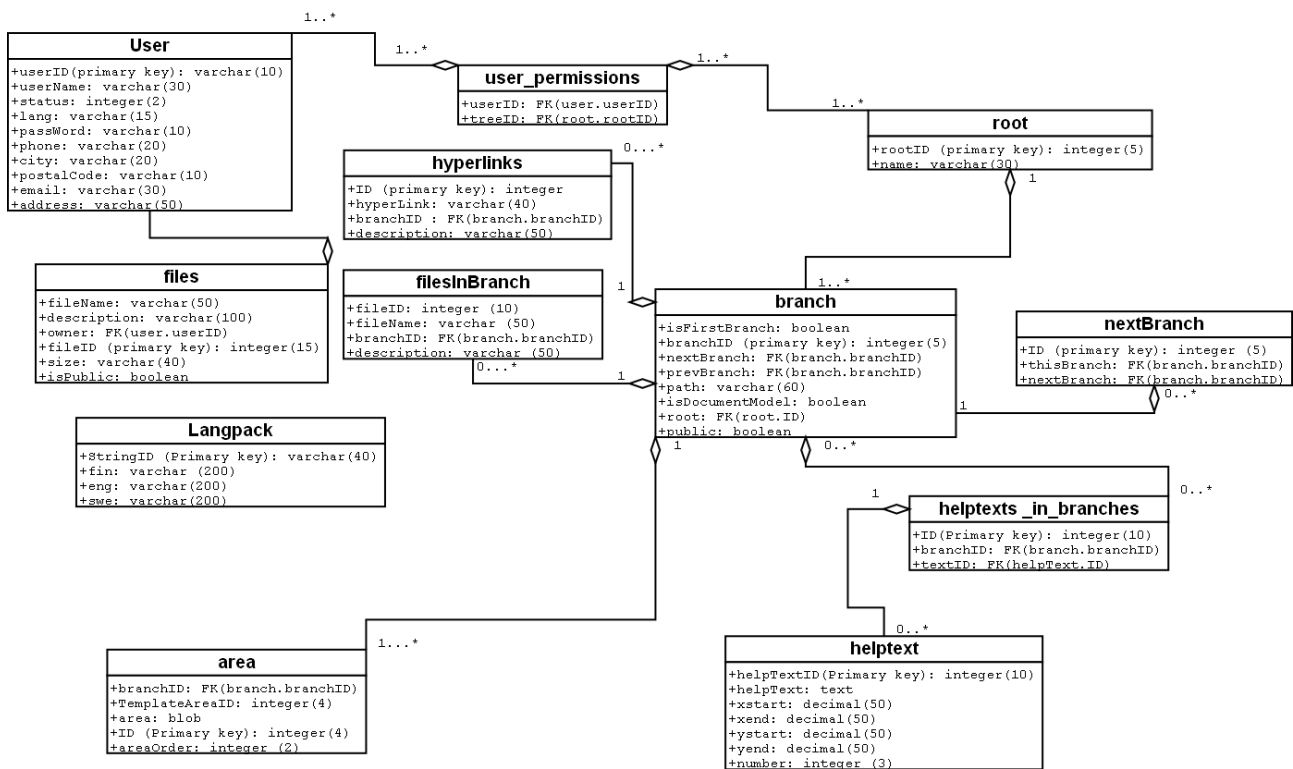 1..*
User
+userID(primary key): varchar(10)
+userName: varchar(30)
+status: integer(2)
+lang: varchar(15)
+passWord: varchar(10)
+phone: varchar(20)
+city: varchar(20)
+postalCode: varchar(10)
+email: varchar(30)
+address: varchar(50)
1..*
1..*
user_permissions
+userID: FK(user.userID)
+treeID: FK(root.rootID)
1..*
root
+rootID (primary key): integer(5)
+name: varchar(30)
1
0...*
hyperlinks
+ID (primary key): integer
+hyperLink: varchar(40)
+branchID : FK(branch.branchID)
+description: varchar(50)
1
files
+fileName: varchar(50)
+description: varchar(100)
+owner: FK(user.userID)
+fileID (primary key): integer(15)
+size: varchar(40)
+isPublic: boolean
filesInBranch
+fileID: integer (10)
+fileName: varchar (50)
+branchID: FK(branch.branchID)
+description: varchar (50)
0...*
1
1..*
branch
+isFirstBranch: boolean
+branchID (primary key): integer(5)
+nextBranch: FK(branch.branchID)
+prevBranch: FK(branch.branchID)
+path: varchar(60)
+isDocumentModel: boolean
+root: FK(root.ID)
+public: boolean
1
1
0..*
nextBranch
+ID (primary key): integer (5)
+thisBranch: FK(branch.branchID)
+nextBranch: FK(branch.branchID)
0..*
Langpack
+StringID (Primary key): varchar(40)
+fin: varchar (200)
+eng: varchar(200)
+swe: varchar(200)
0..*
1
helptexts _in_branches
+ID(Primary key): integer(10)
+branchID: FK(branch.branchID)
+textID: FK(helpText.ID)
1...*
area
+branchID: FK(branch.branchID)
+TemplateAreaID: integer(4)
+area: blob
+ID (Primary key): integer(4)
+areaOrder: integer (2)
0..*
helptext
+helpTextID(Primary key): integer(10)
+helpText: text
+xstart: decimal(50)
+xend: decimal(50)
+ystart: decimal(50)
+yend: decimal(50)
+number: integer (3)